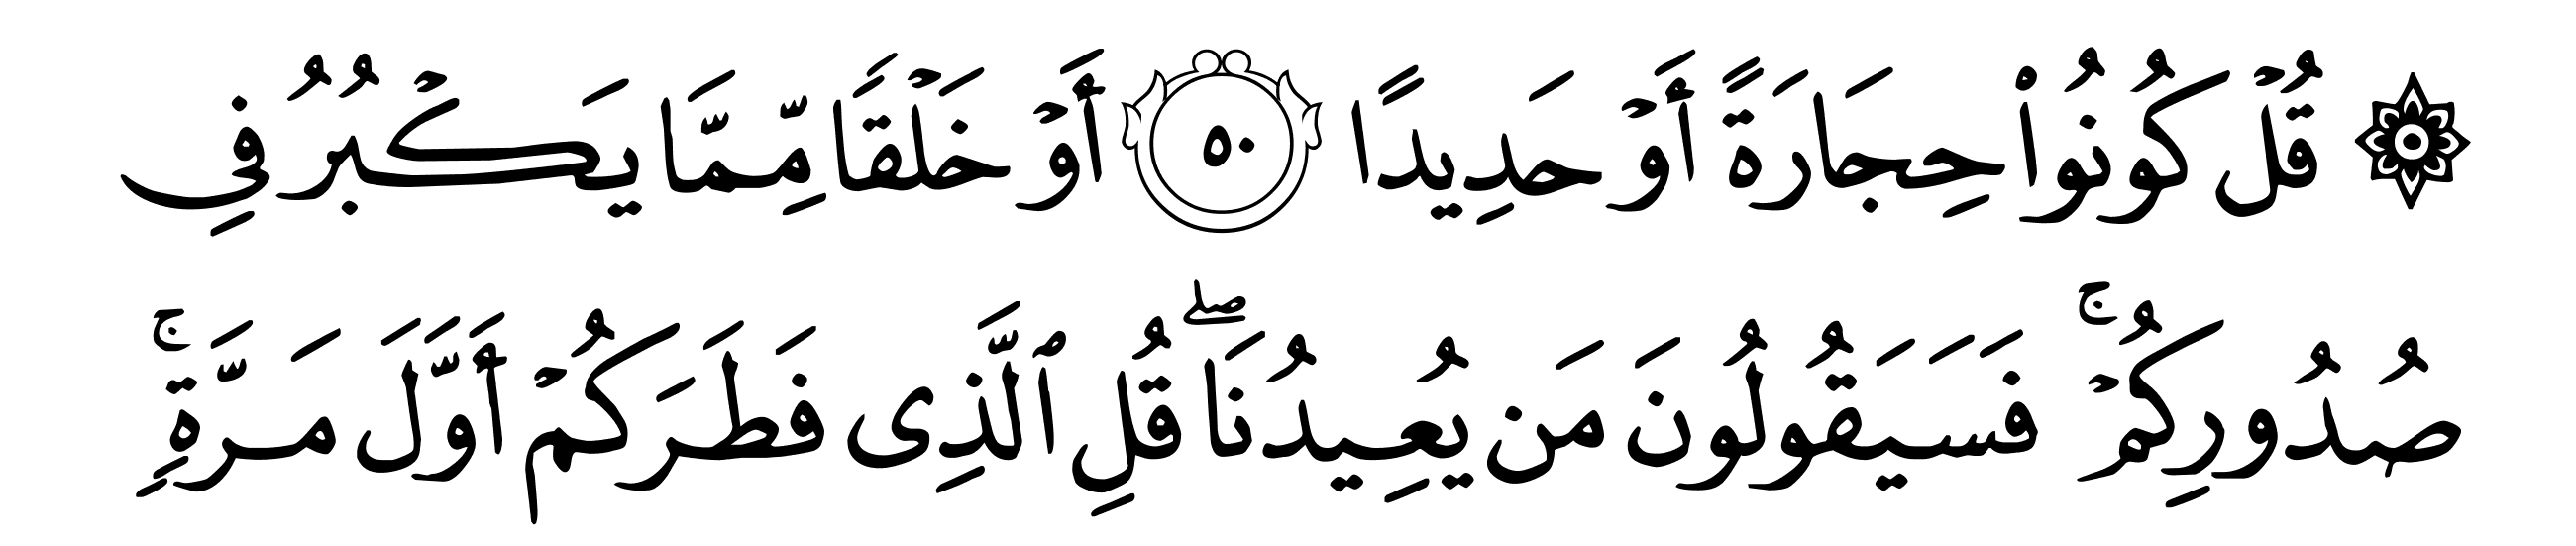 ۞ قُلۡ كُونُواْ حِجَارَةً أَوۡ حَدِيدًا ٥٠ أَوۡ خَلۡقًا مِّمَّا يَكۡبُرُ فِي
صُدُورِكُمۡۚ فَسَيَقُولُونَ مَن يُعِيدُنَاۖ قُلِ ٱلَّذِى فَطَرَكُمۡ أَوَّلَ مَرَّةٍۚ